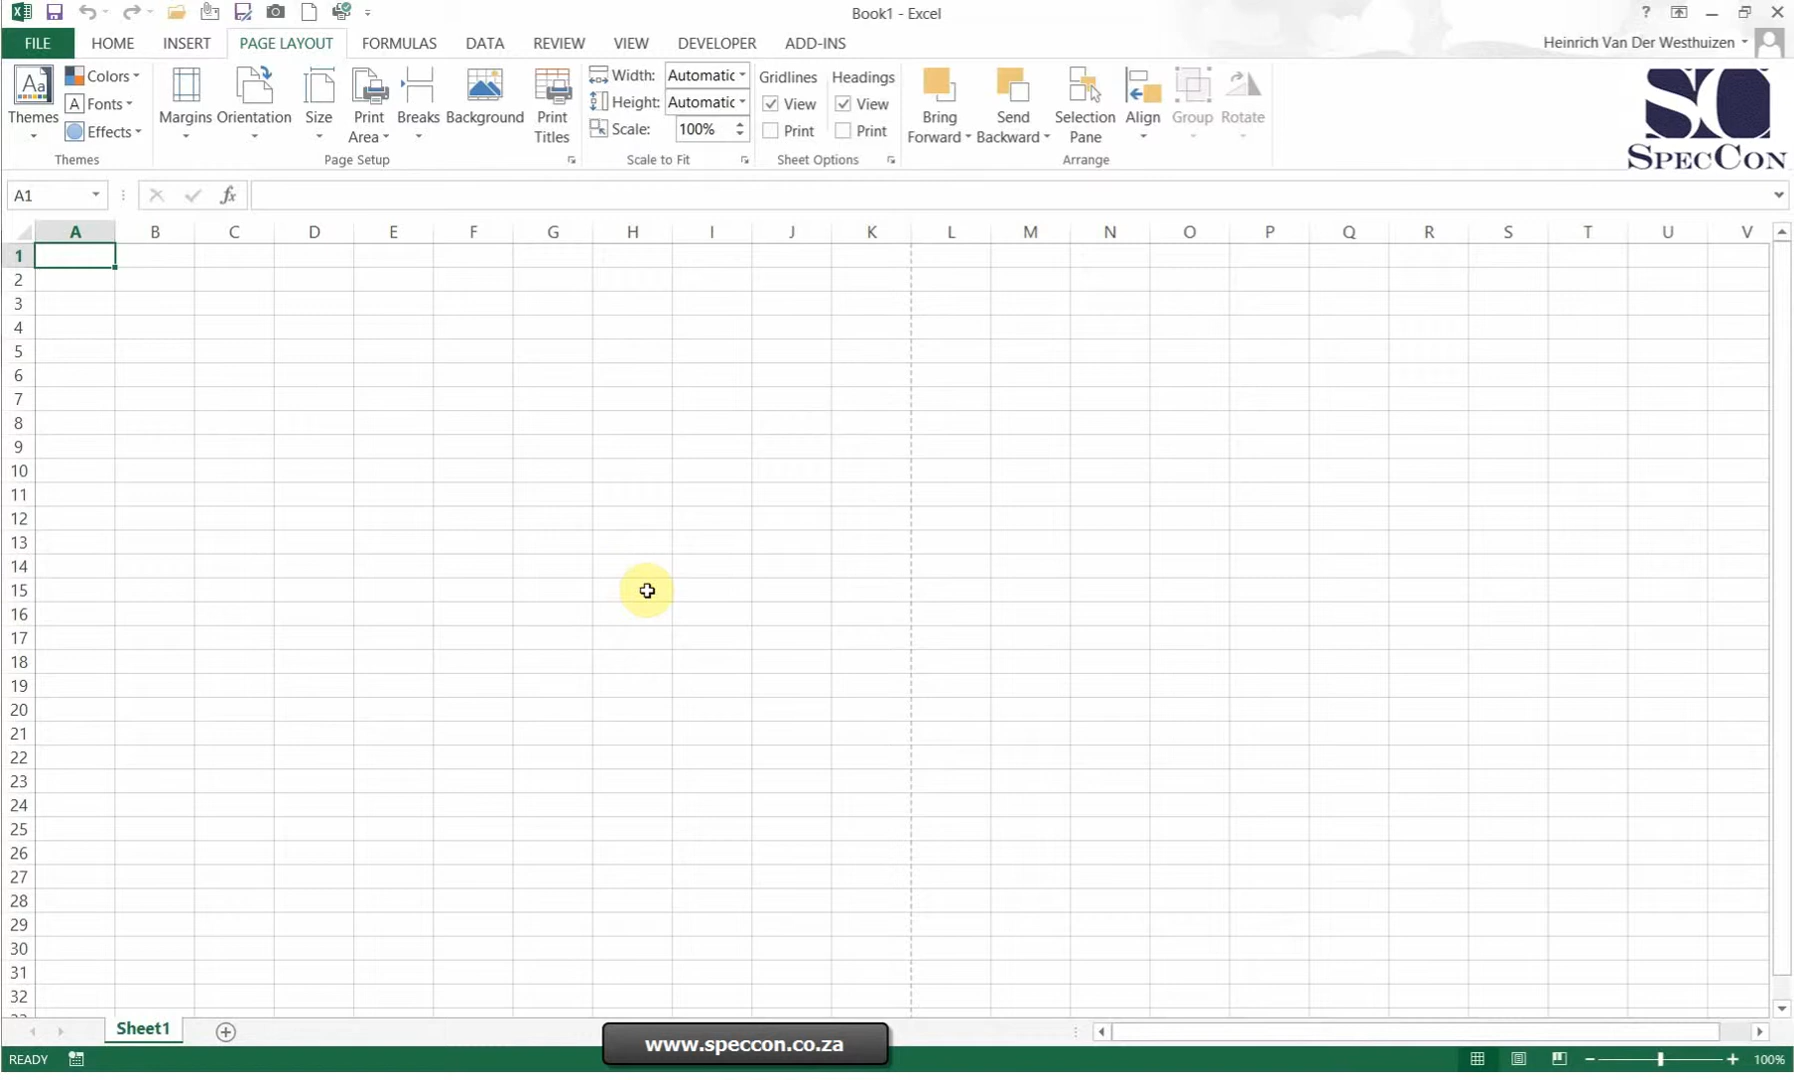 Book1 - Excel
?
FILE HOME INSERT PAGE LAYOUT FORMULAS DATA REVIEW VIEW DEVELOPER ADD-INS Heinrich Van Der Westhuizen
Aa Themes
Colors
A Fonts
Effects
Themes
Margins Orientation Size Print Area Breaks Background Print Titles
Page Setup
Width: Automatic
Height: Automatic
Scale: 100%
Scale to Fit
Gridlines Headings
View View
Print Print
Sheet Options
Bring Forward Send Backward Selection Pane Align Group Rotate
Arrange
SC
SPECCON
A1 fx
A B C D E F G H I J K L M N O P Q R S T U V
1
2
3
4
5
6
7
8
9
10
11
12
13
14
15
16
17
18
19
20
21
22
23
24
25
26
27
28
29
30
31
32
Sheet1
www.speccon.co.za
READY 100%